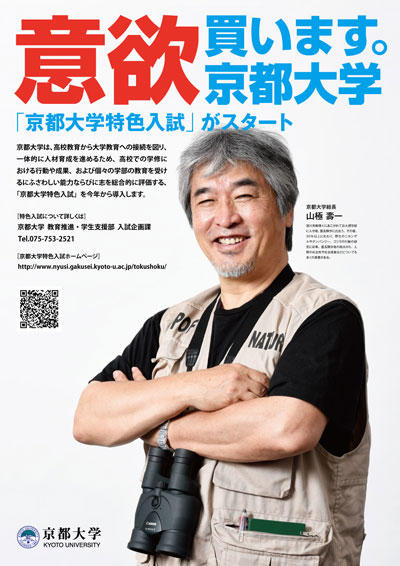 意欲
買います。
京都大学
「京都大学特色入試」がスタート
京都大学は、高校教育から大学教育への接続を図り、
一体的に人材育成を進めるため、高校での学修に
おける行動や成果、および個々の学部の教育を受け
るにふさわしい能力ならびに志を総合的に評価する、
「京都大学特色入試」を今年から導入します。
[特色入試について詳しくは]
京都大学 教育推進・学生支援部 入試企画課
Tel.075-753-2521
[京都大学特色入試ホームページ]
http://www.nyusi.gakusei.kyoto-u.ac.jp/tokushoku/
京都大学総長
山極 壽一
POF
NATUR
Canon
京都大学
KYOTO UNIVERSITY